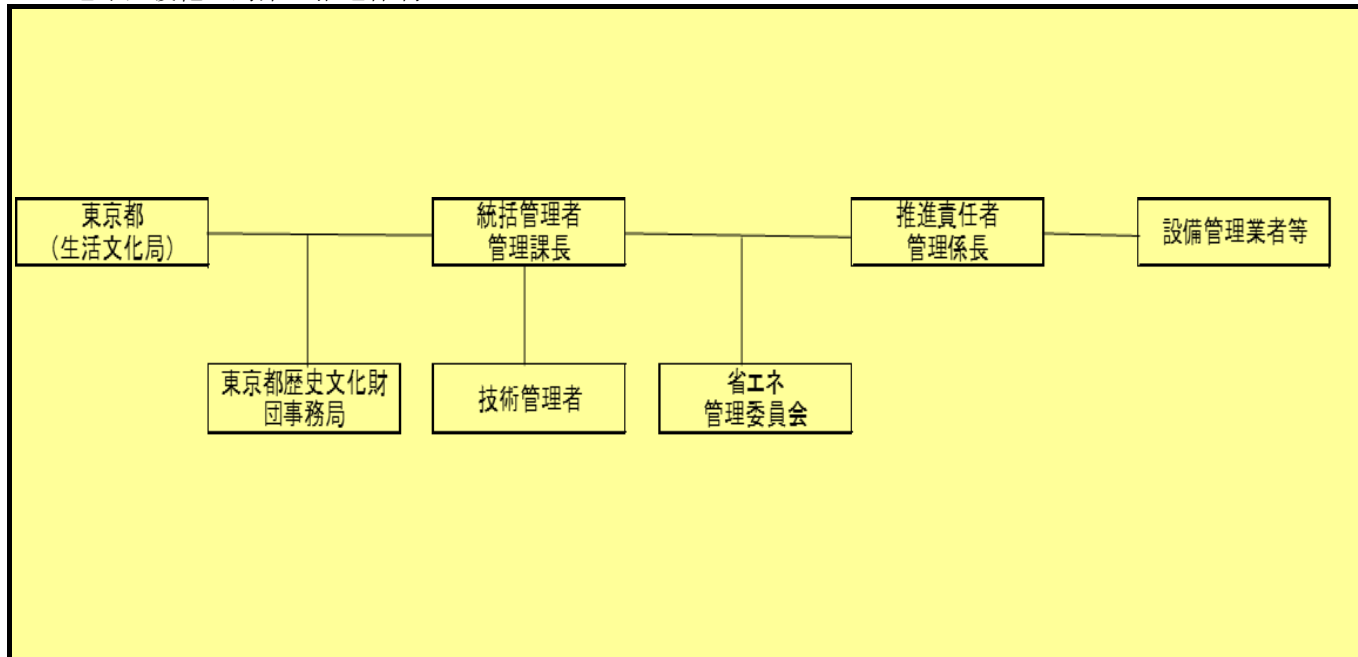 東京都
（生活文化局）
統括管理者
管理課長
推進責任者
管理係長
設備管理業者等
東京都歴史文化財
団事務局
技術管理者
省エネ
管理委員会